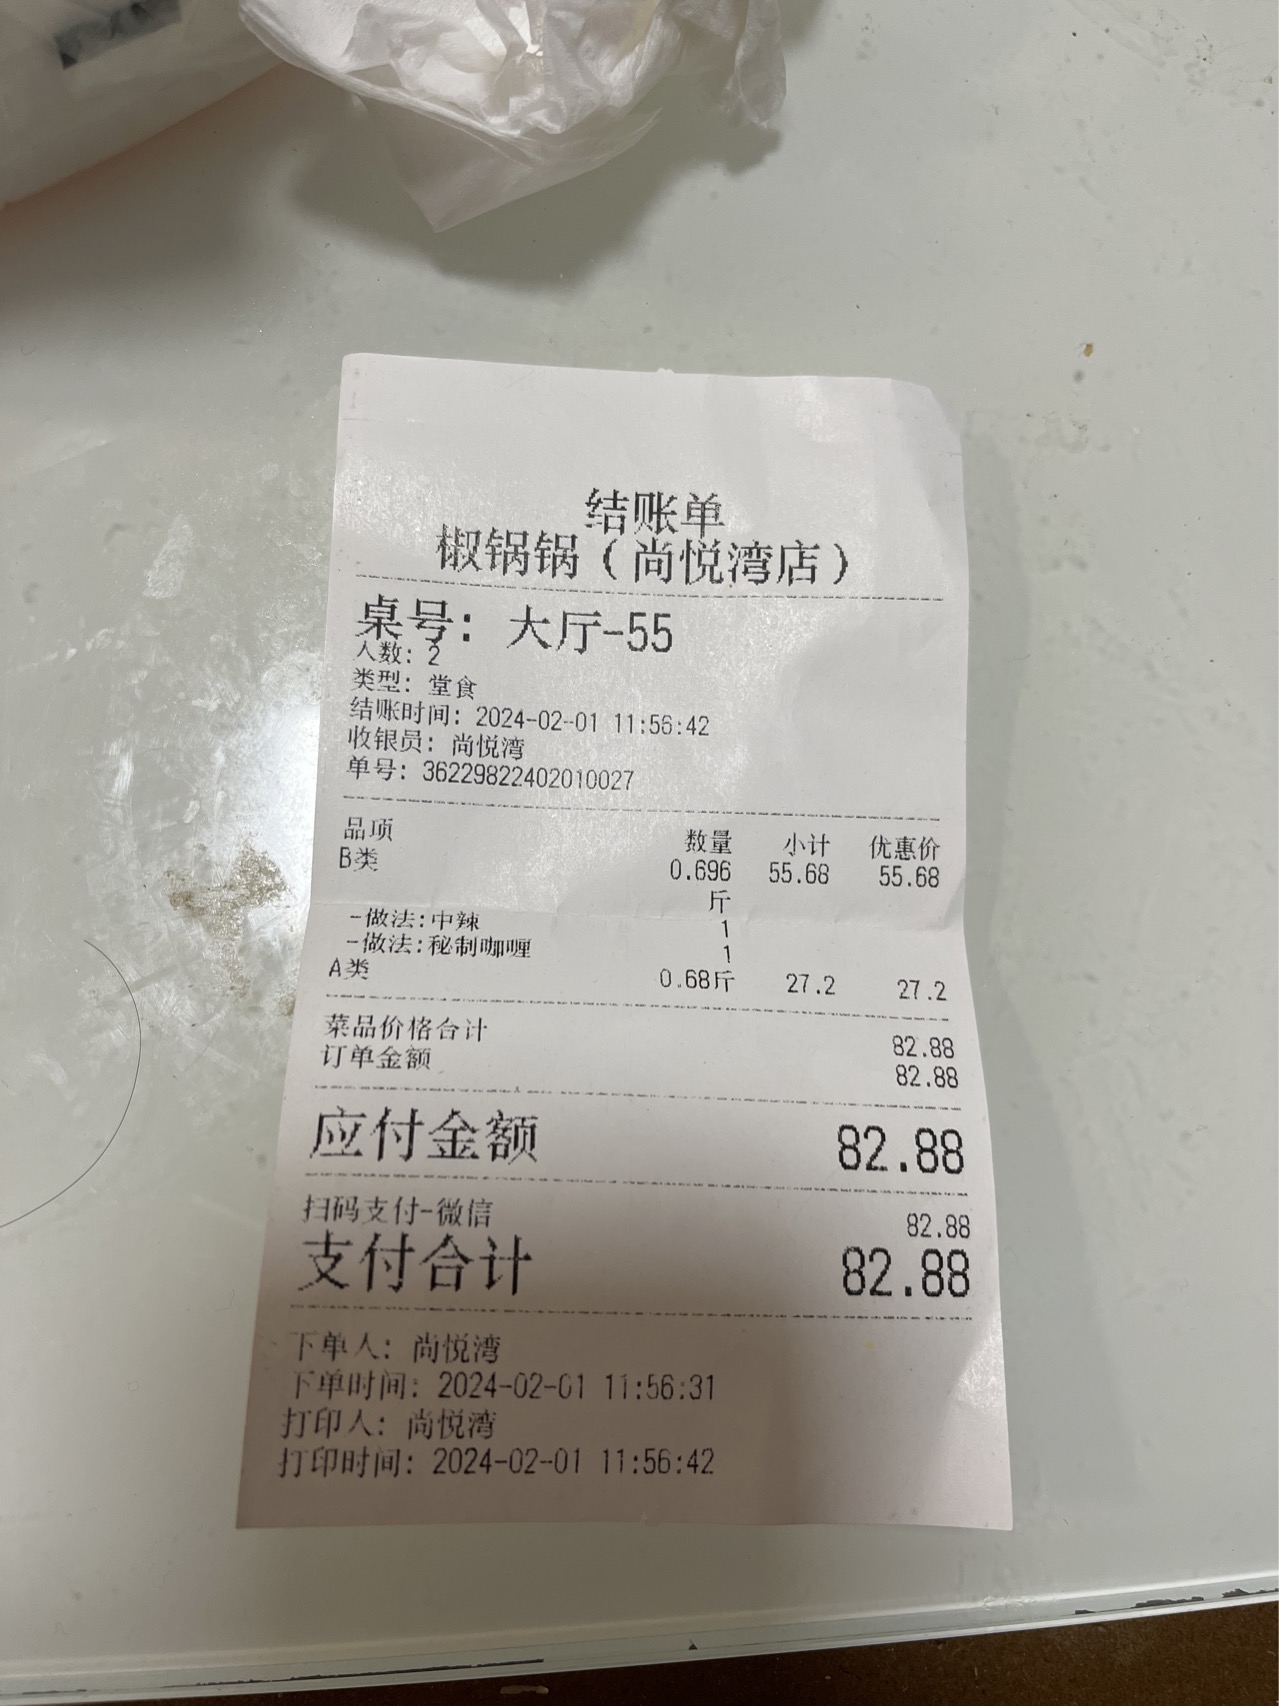 结账单
椒锅锅（尚悦湾店）
桌号：大厅-55
人数：2
类型：堂食
结账时间：2024-02-01 11:56:42
收银员：尚悦湾
单号：36229822402010027
品项 数量 小计 优惠价
B类 0.696 55.68 55.68
斤
-做法:中辣 1
-做法:秘制咖喱 1
A类 0.68斤 27.2 27.2
菜品价格合计 82.88
订单金额 82.88
应付金额 82.88
扫码支付-微信 82.88
支付合计 82.88
下单人：尚悦湾
下单时间：2024-02-01 11:56:31
打印人：尚悦湾
打印时间：2024-02-01 11:56:42